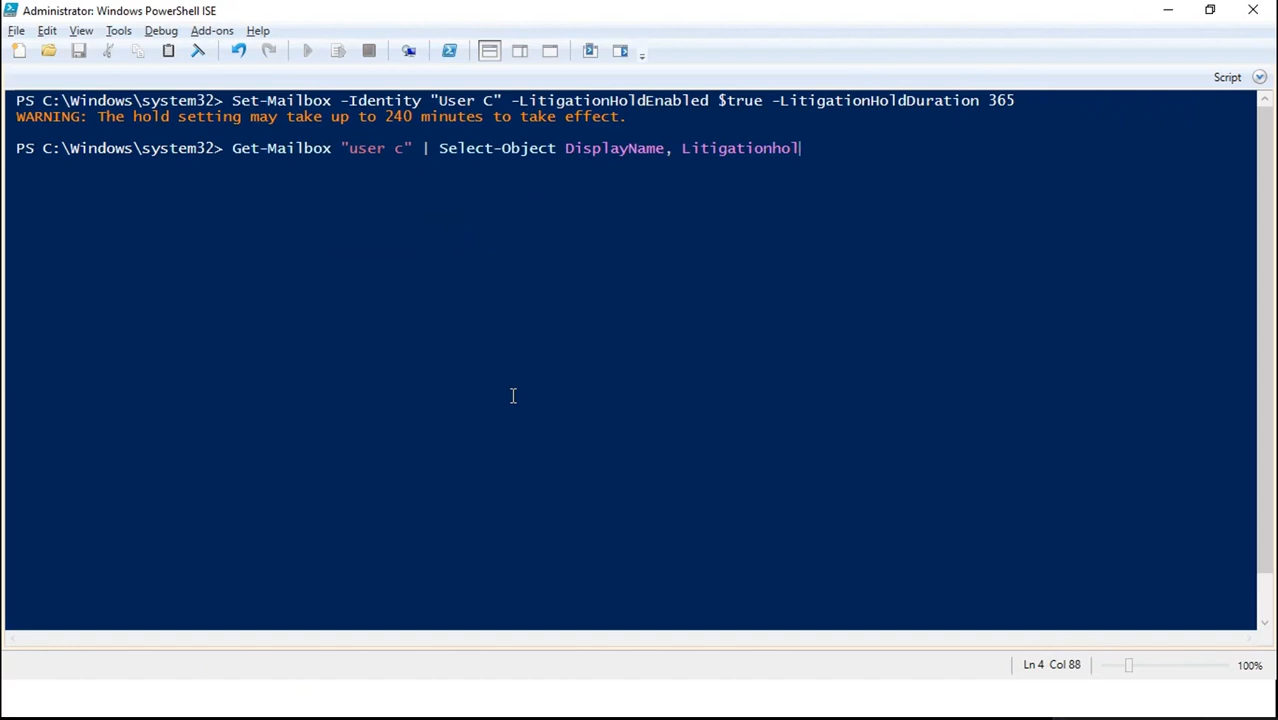 Administrator: Windows PowerShell ISE
File Edit View Tools Debug Add-ons Help
Script
PS C:\Windows\system32> Set-Mailbox -Identity "User C" -LitigationHoldEnabled $true -LitigationHoldDuration 365
WARNING: The hold setting may take up to 240 minutes to take effect.
PS C:\Windows\system32> Get-Mailbox "user c" | Select-Object DisplayName, Litigationhol
Ln 4 Col 88 100%